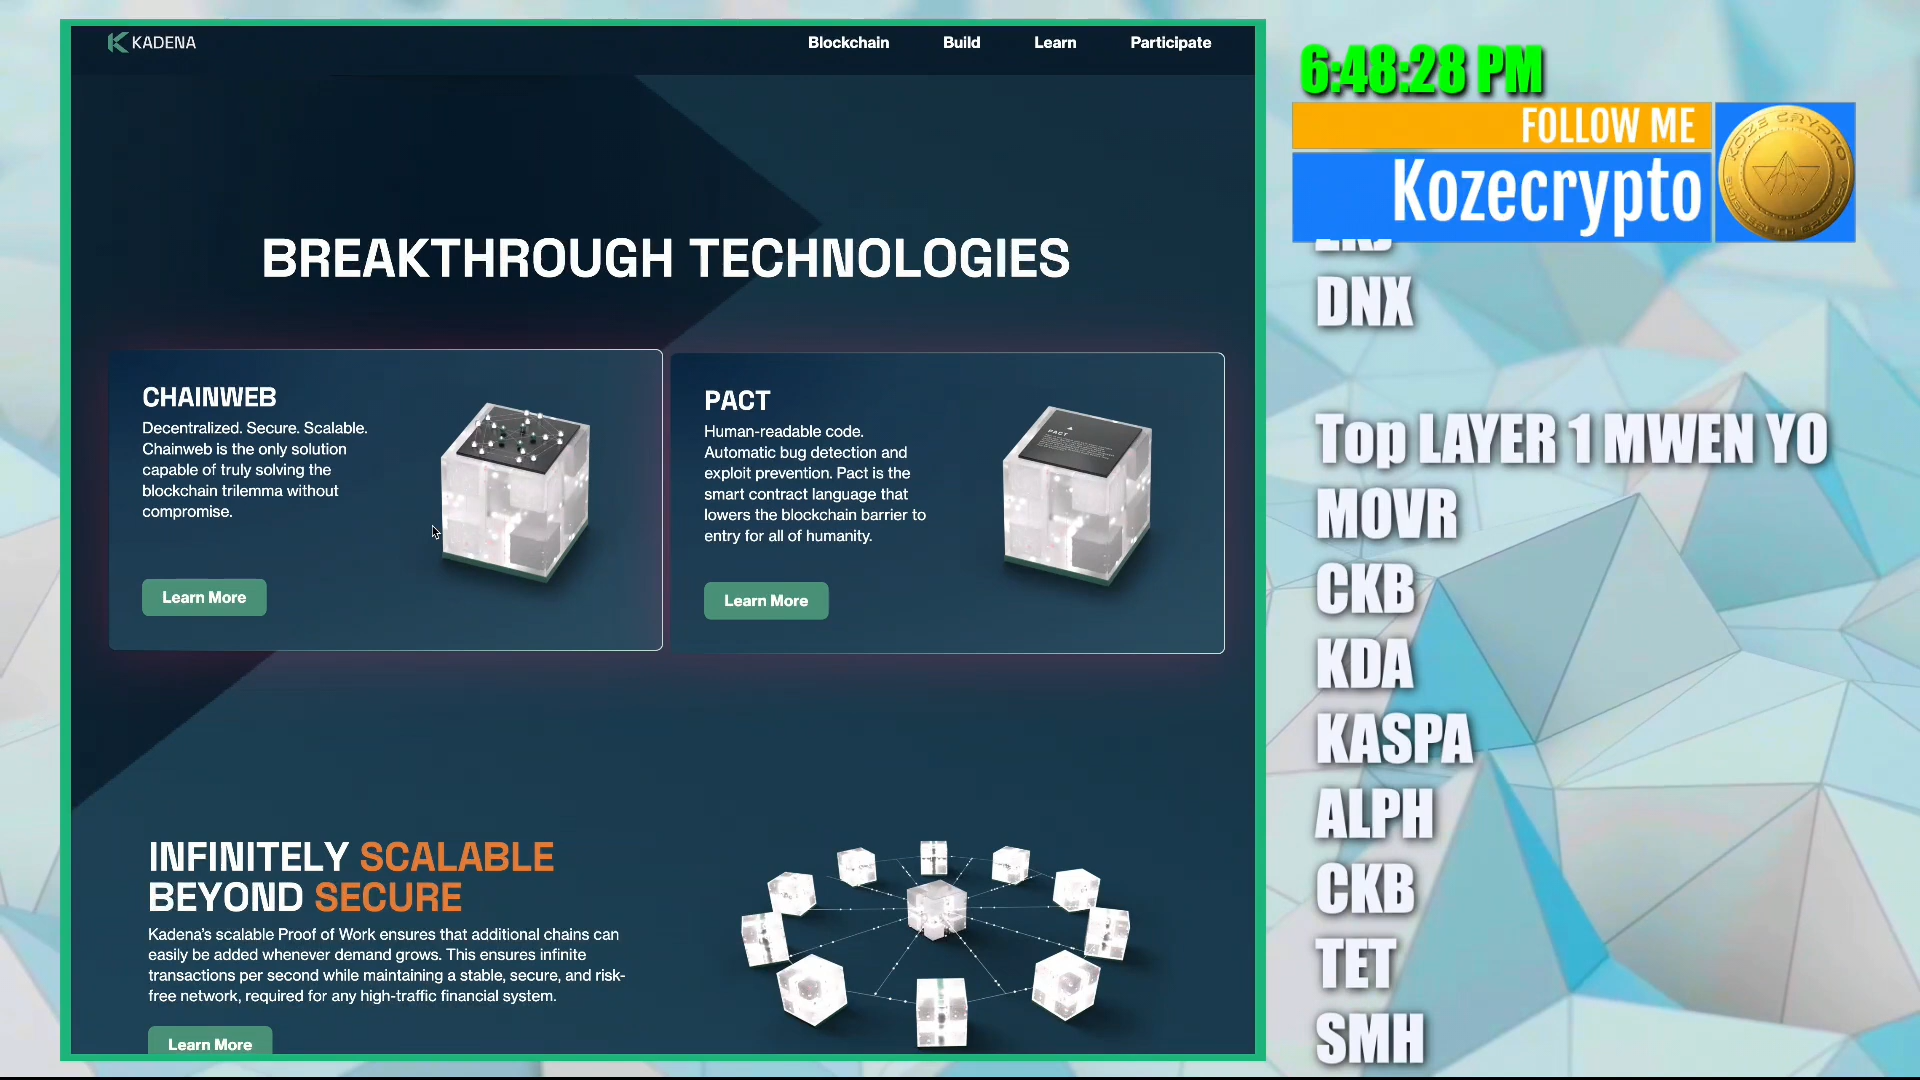 KADENA
Blockchain
Build
Learn
Participate
BREAKTHROUGH TECHNOLOGIES
CHAINWEB
Decentralized. Secure. Scalable.
Chainweb is the only solution
capable of truly solving the
blockchain trilemma without
compromise.
Learn More
PACT
Human-readable code.
Automatic bug detection and
exploit prevention. Pact is the
smart contract language that
lowers the blockchain barrier to
entry for all of humanity.
PACT
Learn More
INFINITELY SCALABLE
BEYOND SECURE
Kadena's scalable Proof of Work ensures that additional chains can
easily be added whenever demand grows. This ensures infinite
transactions per second while maintaining a stable, secure, and risk-
free network, required for any high-traffic financial system.
Learn More
6:48:28 PM
FOLLOW ME
Kozecrypto
KOZE CRYPTO
DNX
Top LAYER 1 MWEN YO
MOVR
CKB
KDA
KASPA
ALPH
CKB
TET
SMH